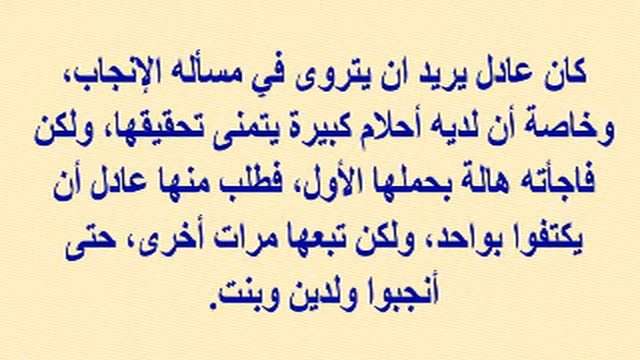 كان عادل يريد ان يتروى في مسأله الإنجاب،
وخاصة أن لديه أحلام كبيرة يتمنى تحقيقها، ولكن
فاجأته هالة بحملها الأول، فطلب منها عادل أن
يكتفوا بواحد، ولكن تبعها مرات أخرى، حتى
أنجبوا ولدين وبنت.